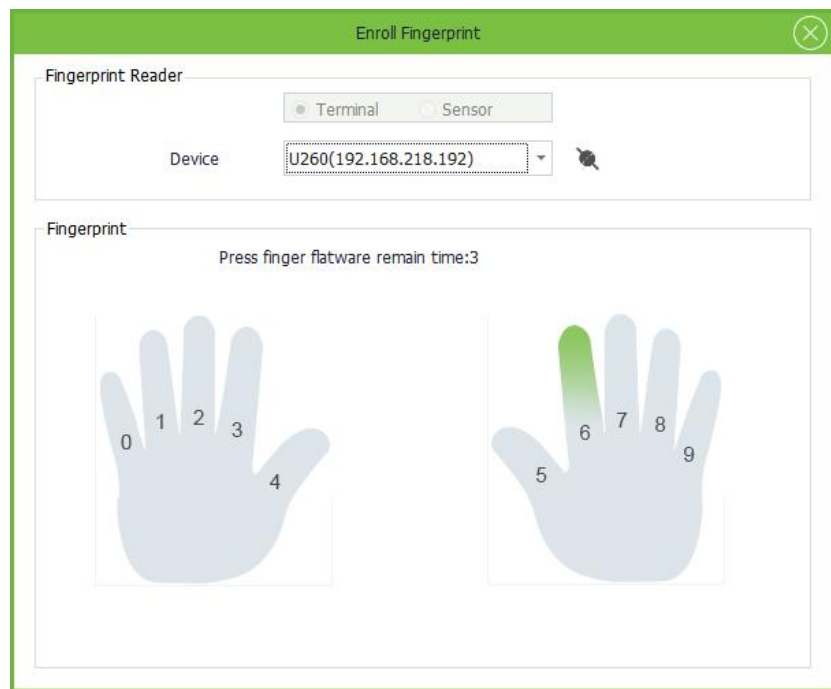 Enroll Fingerprint
Fingerprint Reader
Terminal Sensor
Device U260(192.168.218.192)
Fingerprint
Press finger flatware remain time:3
0 1 2 3 4 5 6 7 8 9